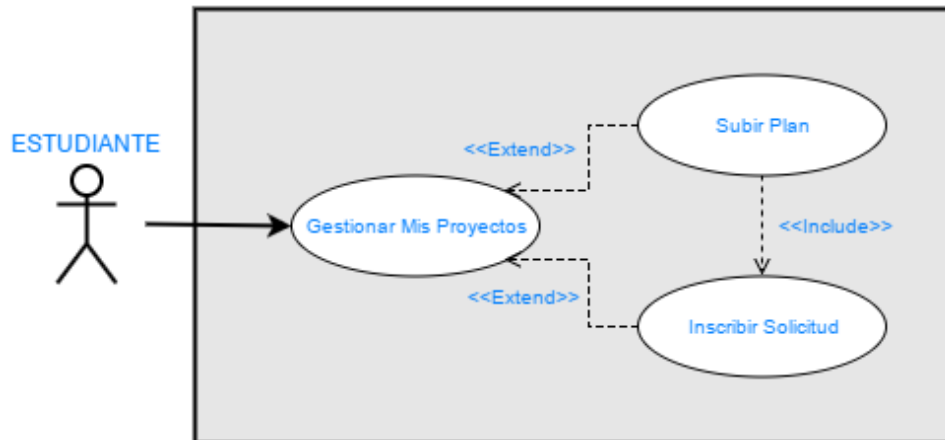 Subir Plan
ESTUDIANTE
<<Extend>>
Gestionar Mis Proyectos
<<Include>>
<<Extend>>
Inscribir Solicitud